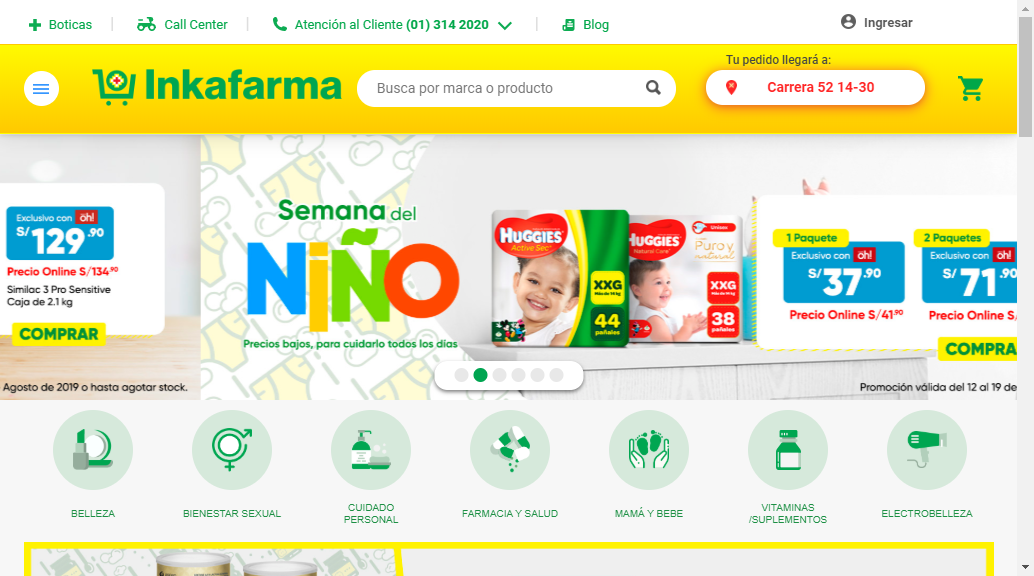 Boticas
Call Center
Atención al Cliente (01) 314 2020
Blog
Ingresar
Inkafarma
Busca por marca o producto
Tu pedido llegará a:
Carrera 52 14-30
Exclusivo con öh!
S/129.90
Precio Online S/134.90
Similac 3 Pro Sensitive
Caja de 2.1 kg
COMPRAR
Agosto de 2019 o hasta agotar stock.
Semana del
NIÑO
Precios bajos, para cuidarlo todos los días
HUGGIES
Active Sec
XXG
44
pañales
HUGGIES
Natural Care
Unisex
Puro y
natural
XXG
38
pañales
1 Paquete
Exclusivo con öh!
S/37.90
Precio Online S/41.90
2 Paquetes
Exclusivo con öh!
S/71.9
Precio Online S/
COMPRA
Promoción válida del 12 al 19 de
BELLEZA
BIENESTAR SEXUAL
CUIDADO
PERSONAL
FARMACIA Y SALUD
MAMÁ Y BEBE
VITAMINAS
/SUPLEMENTOS
ELECTROBELLEZA